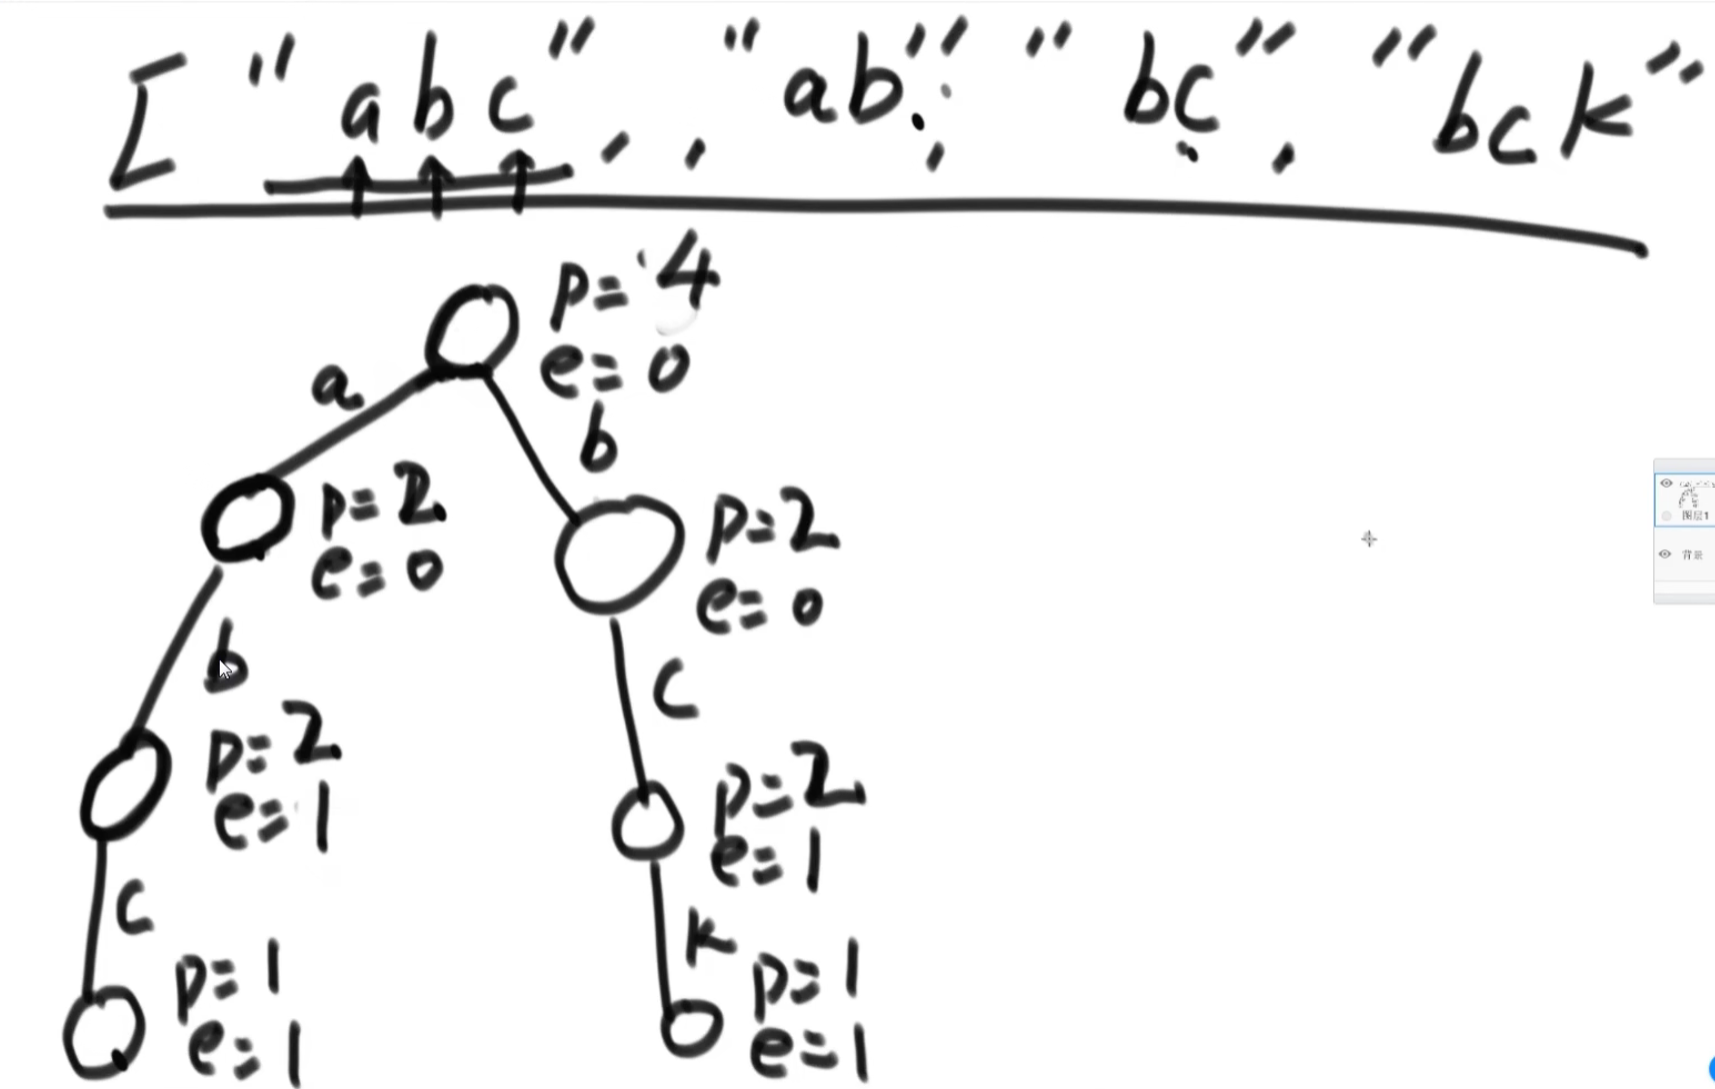 ["abc", , "ab", "bc", "bck"
p=4
e=0
a
b
p=2
e=0
p=2
e=0
b
c
p=2
e=1
p=2
e=1
c
k
p=1
e=1
p=1
e=1
图层1
背景